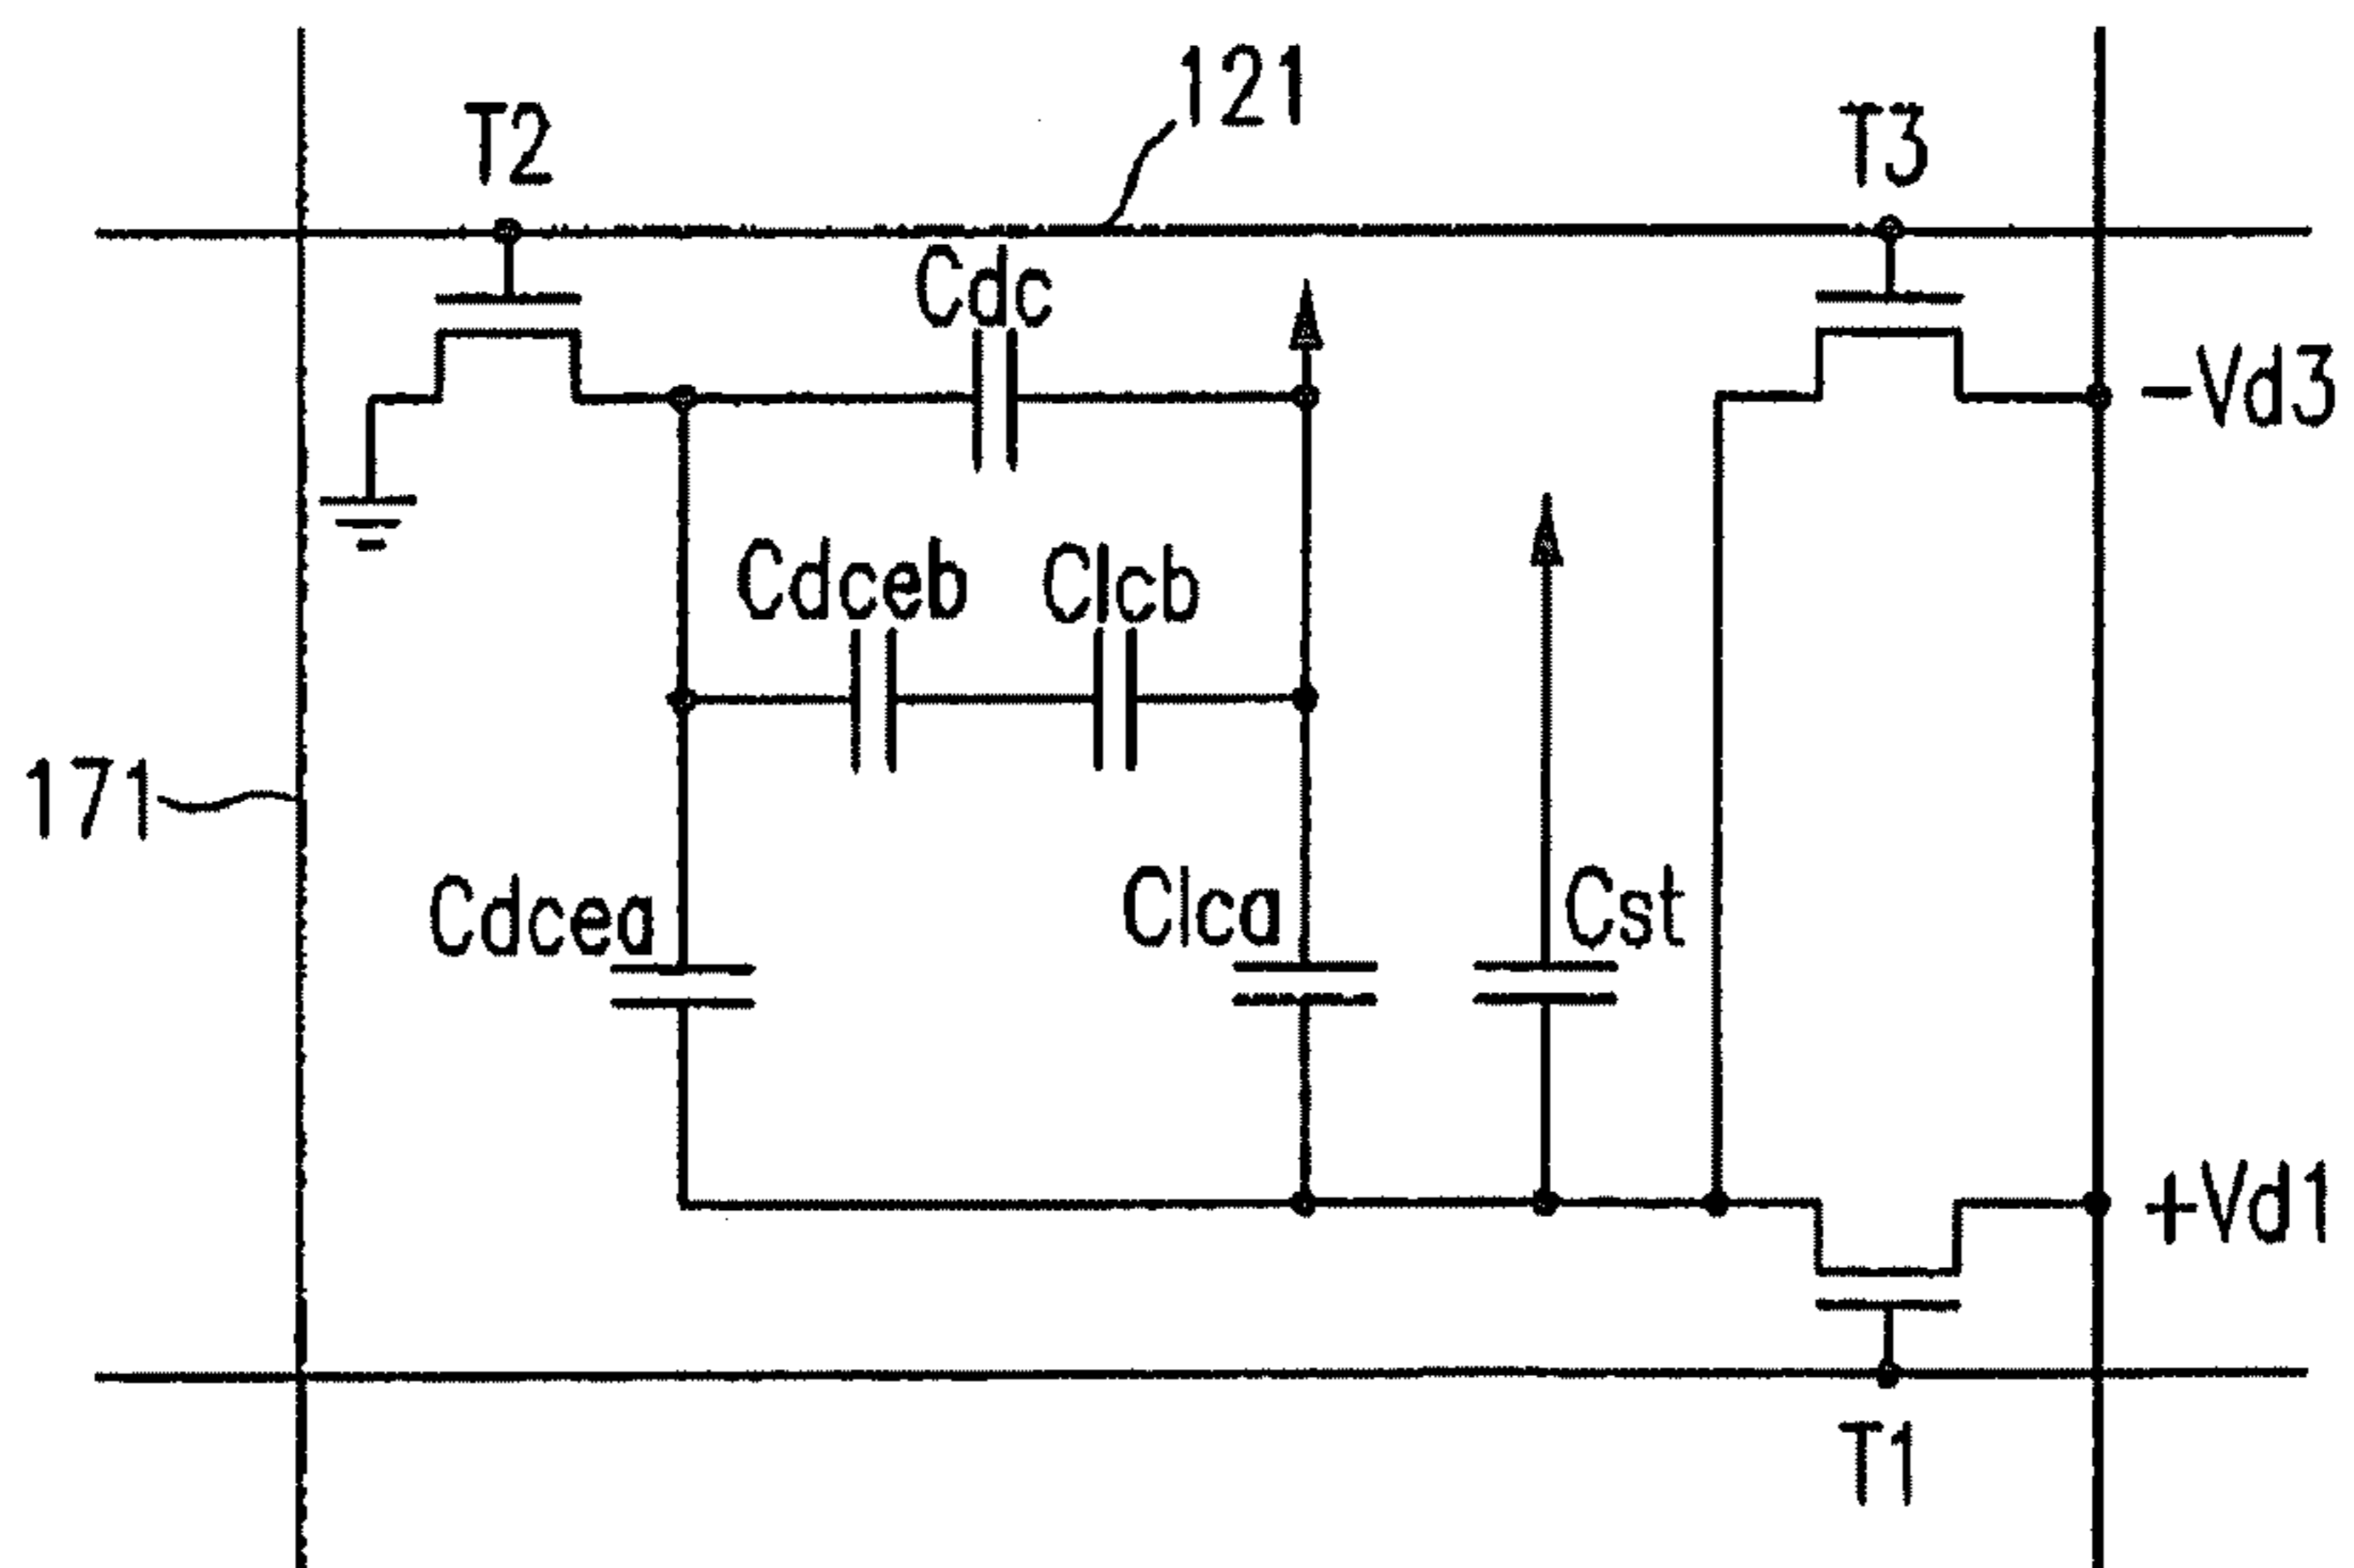 121
T2
T3
Cdc
-Vd3
Cdceb
Clcb
171
Cdcea
Clca
Cst
+Vd1
T1